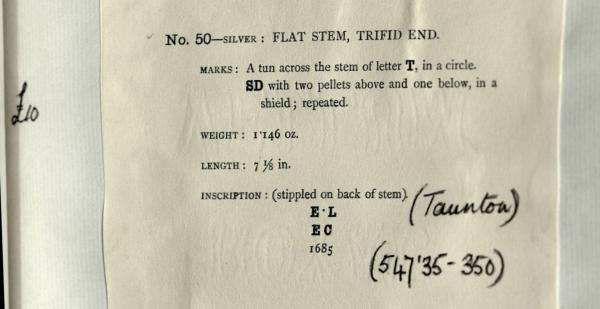 No. 50—SILVER: FLAT STEM, TRIFID END.
MARKS: A tun across the stem of letter T, in a circle.
SD with two pellets above and one below, in a
shield; repeated.
£10
WEIGHT: 1·146 oz.
LENGTH: 7 1/8 in.
INSCRIPTION: (stippled on back of stem).
(Taunton)
E·L
E C
1685
(547'35-350)